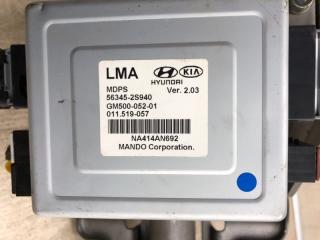 LMA HYUNDAI KIA
MDPS Ver. 2.03
56345-2S940
GM500-052-01
011.519-057
NA414AN692
MANDO Corporation.